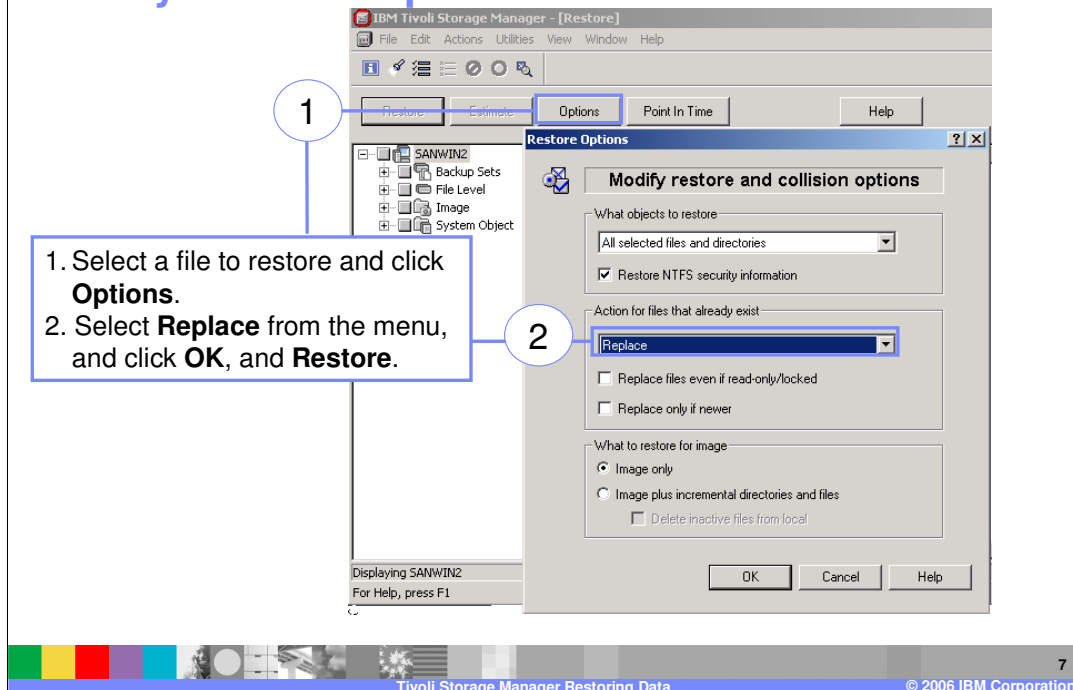 IBM Tivoli Storage Manager - [Restore]
File Edit Actions Utilities View Window Help
Restore Estimate Options Point In Time Help
1
Restore Options
SANWIN2
Backup Sets
File Level
Image
System Object
Modify restore and collision options
What objects to restore
All selected files and directories
Restore NTFS security information
1. Select a file to restore and click
Options.
2. Select Replace from the menu,
and click OK, and Restore.
2
Action for files that already exist
Replace
Replace files even if read-only/locked
Replace only if newer
What to restore for image
Image only
Image plus incremental directories and files
Delete inactive files from local
OK Cancel Help
Displaying SANWIN2
For Help, press F1
7
Tivoli Storage Manager Restoring Data
© 2006 IBM Corporation